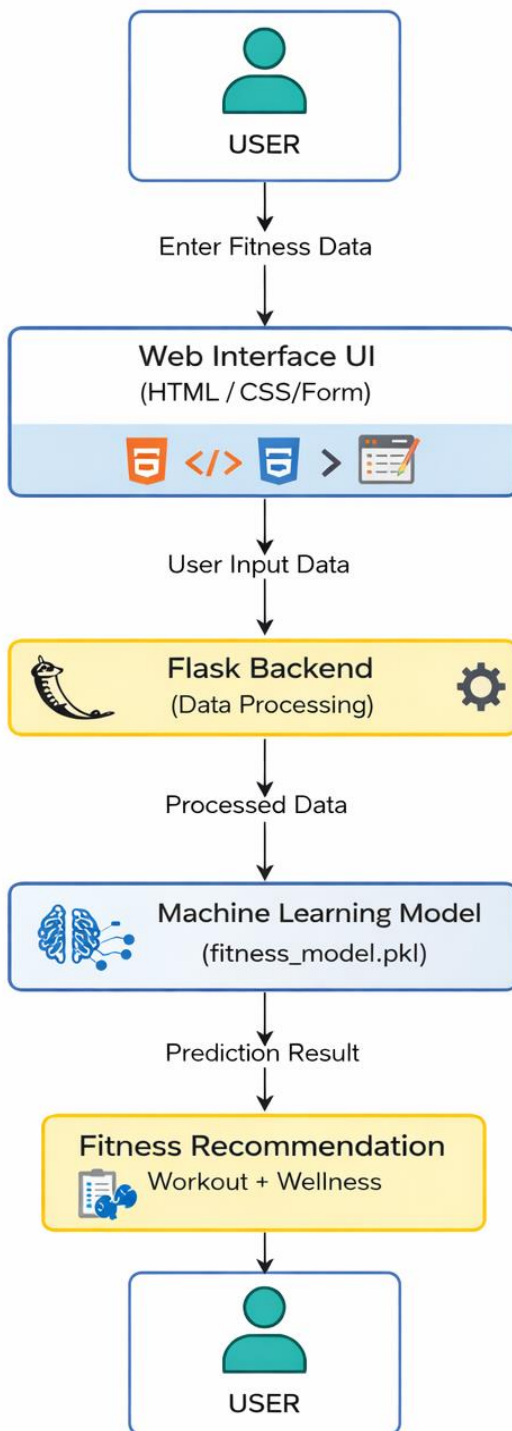 USER
Enter Fitness Data
Web Interface UI
(HTML / CSS/Form)
</> >
User Input Data
Flask Backend
(Data Processing)
Processed Data
Machine Learning Model
(fitness_model.pkl)
Prediction Result
Fitness Recommendation
Workout + Wellness
USER